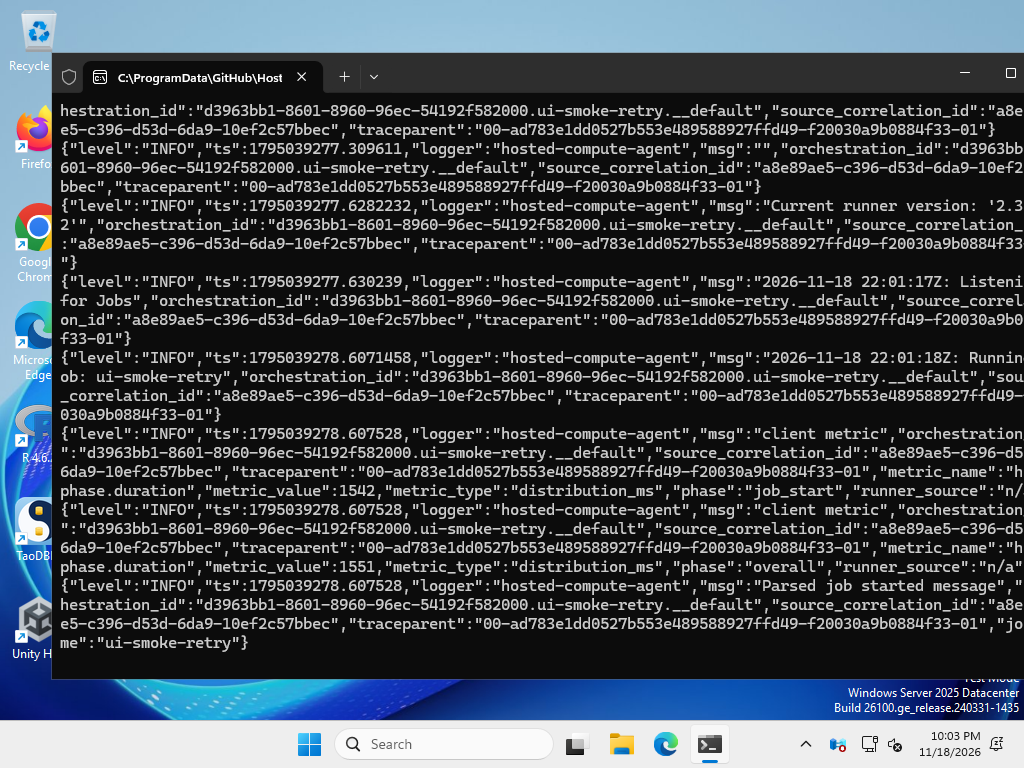 Recycle
Firefo
Googl
Chrom
Micros
Edge
R 4.6.
TaoDB
Unity H
C:\ProgramData\GitHub\Host
hestration_id":"d3963bb1-8601-8960-96ec-54192f582000.ui-smoke-retry.__default","source_correlation_id":"a8e
e5-c396-d53d-6da9-10ef2c57bbec","traceparent":"00-ad783e1dd0527b553e489588927ffd49-f20030a9b0884f33-01"}
{"level":"INFO","ts":1795039277.309611,"logger":"hosted-compute-agent","msg":"","orchestration_id":"d3963bb
601-8960-96ec-54192f582000.ui-smoke-retry.__default","source_correlation_id":"a8e89ae5-c396-d53d-6da9-10ef2
bbec","traceparent":"00-ad783e1dd0527b553e489588927ffd49-f20030a9b0884f33-01"}
{"level":"INFO","ts":1795039277.6282232,"logger":"hosted-compute-agent","msg":"Current runner version: '2.3
2'","orchestration_id":"d3963bb1-8601-8960-96ec-54192f582000.ui-smoke-retry.__default","source_correlation_
:"a8e89ae5-c396-d53d-6da9-10ef2c57bbec","traceparent":"00-ad783e1dd0527b553e489588927ffd49-f20030a9b0884f33
"}
{"level":"INFO","ts":1795039277.630239,"logger":"hosted-compute-agent","msg":"2026-11-18 22:01:17Z: Listeni
for Jobs","orchestration_id":"d3963bb1-8601-8960-96ec-54192f582000.ui-smoke-retry.__default","source_correl
on_id":"a8e89ae5-c396-d53d-6da9-10ef2c57bbec","traceparent":"00-ad783e1dd0527b553e489588927ffd49-f20030a9b0
f33-01"}
{"level":"INFO","ts":1795039278.6071458,"logger":"hosted-compute-agent","msg":"2026-11-18 22:01:18Z: Runnin
ob: ui-smoke-retry","orchestration_id":"d3963bb1-8601-8960-96ec-54192f582000.ui-smoke-retry.__default","sou
_correlation_id":"a8e89ae5-c396-d53d-6da9-10ef2c57bbec","traceparent":"00-ad783e1dd0527b553e489588927ffd49-
030a9b0884f33-01"}
{"level":"INFO","ts":1795039278.607528,"logger":"hosted-compute-agent","msg":"client metric","orchestration
":"d3963bb1-8601-8960-96ec-54192f582000.ui-smoke-retry.__default","source_correlation_id":"a8e89ae5-c396-d5
6da9-10ef2c57bbec","traceparent":"00-ad783e1dd0527b553e489588927ffd49-f20030a9b0884f33-01","metric_name":"h
phase.duration","metric_value":1542,"metric_type":"distribution_ms","phase":"job_start","runner_source":"n/
{"level":"INFO","ts":1795039278.607528,"logger":"hosted-compute-agent","msg":"client metric","orchestration
":"d3963bb1-8601-8960-96ec-54192f582000.ui-smoke-retry.__default","source_correlation_id":"a8e89ae5-c396-d5
6da9-10ef2c57bbec","traceparent":"00-ad783e1dd0527b553e489588927ffd49-f20030a9b0884f33-01","metric_name":"h
phase.duration","metric_value":1551,"metric_type":"distribution_ms","phase":"overall","runner_source":"n/a"
{"level":"INFO","ts":1795039278.607528,"logger":"hosted-compute-agent","msg":"Parsed job started message","
hestration_id":"d3963bb1-8601-8960-96ec-54192f582000.ui-smoke-retry.__default","source_correlation_id":"a8e
e5-c396-d53d-6da9-10ef2c57bbec","traceparent":"00-ad783e1dd0527b553e489588927ffd49-f20030a9b0884f33-01","jo
me":"ui-smoke-retry"}
Test Mode
Windows Server 2025 Datacenter
Build 26100.ge_release.240331-1435
Search
10:03 PM
11/18/2026